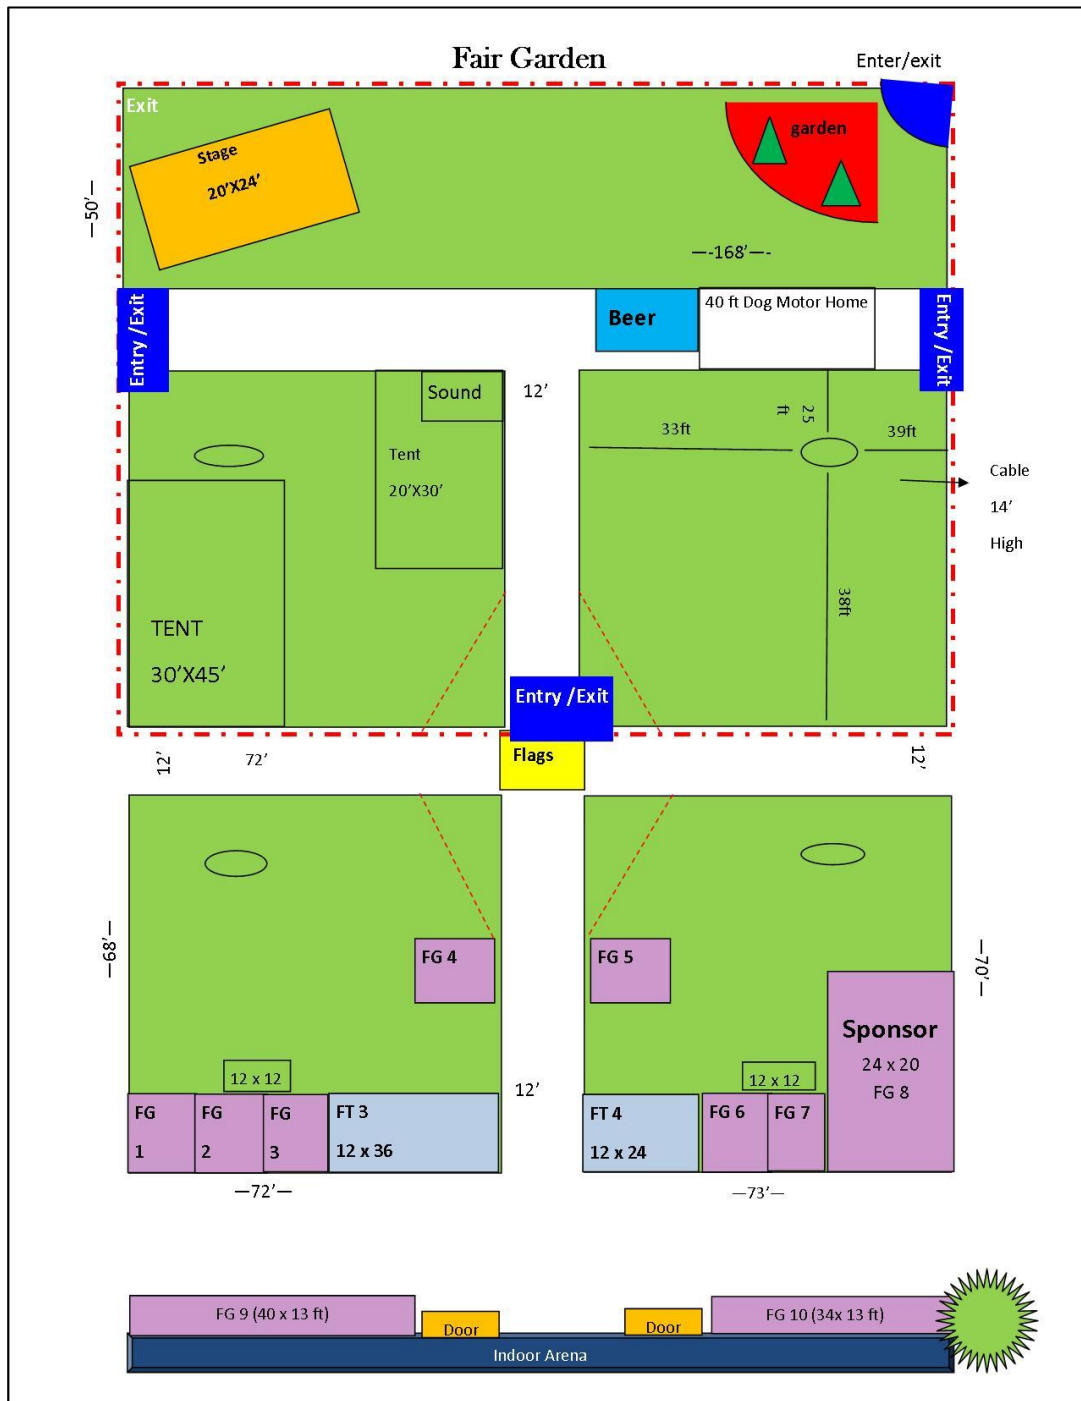 Fair Garden
Enter/exit
Exit
Stage
20'X24'
garden
—50'—
—-168'—-
Entry /Exit
Beer
40 ft Dog Motor Home
Entry /Exit
Sound
12'
Tent
20'X30'
33ft
25
ft
39ft
Cable
14'
High
38ft
TENT
30'X45'
Entry /Exit
Flags
12'
72'
12'
—68'—
FG 4
FG 5
—70'—
Sponsor
24 x 20
FG 8
12 x 12
12'
12 x 12
FG
1
FG
2
FG
3
FT 3
12 x 36
FT 4
12 x 24
FG 6
FG 7
—72'—
—73'—
FG 9 (40 x 13 ft)
Door
Door
FG 10 (34x 13 ft)
Indoor Arena